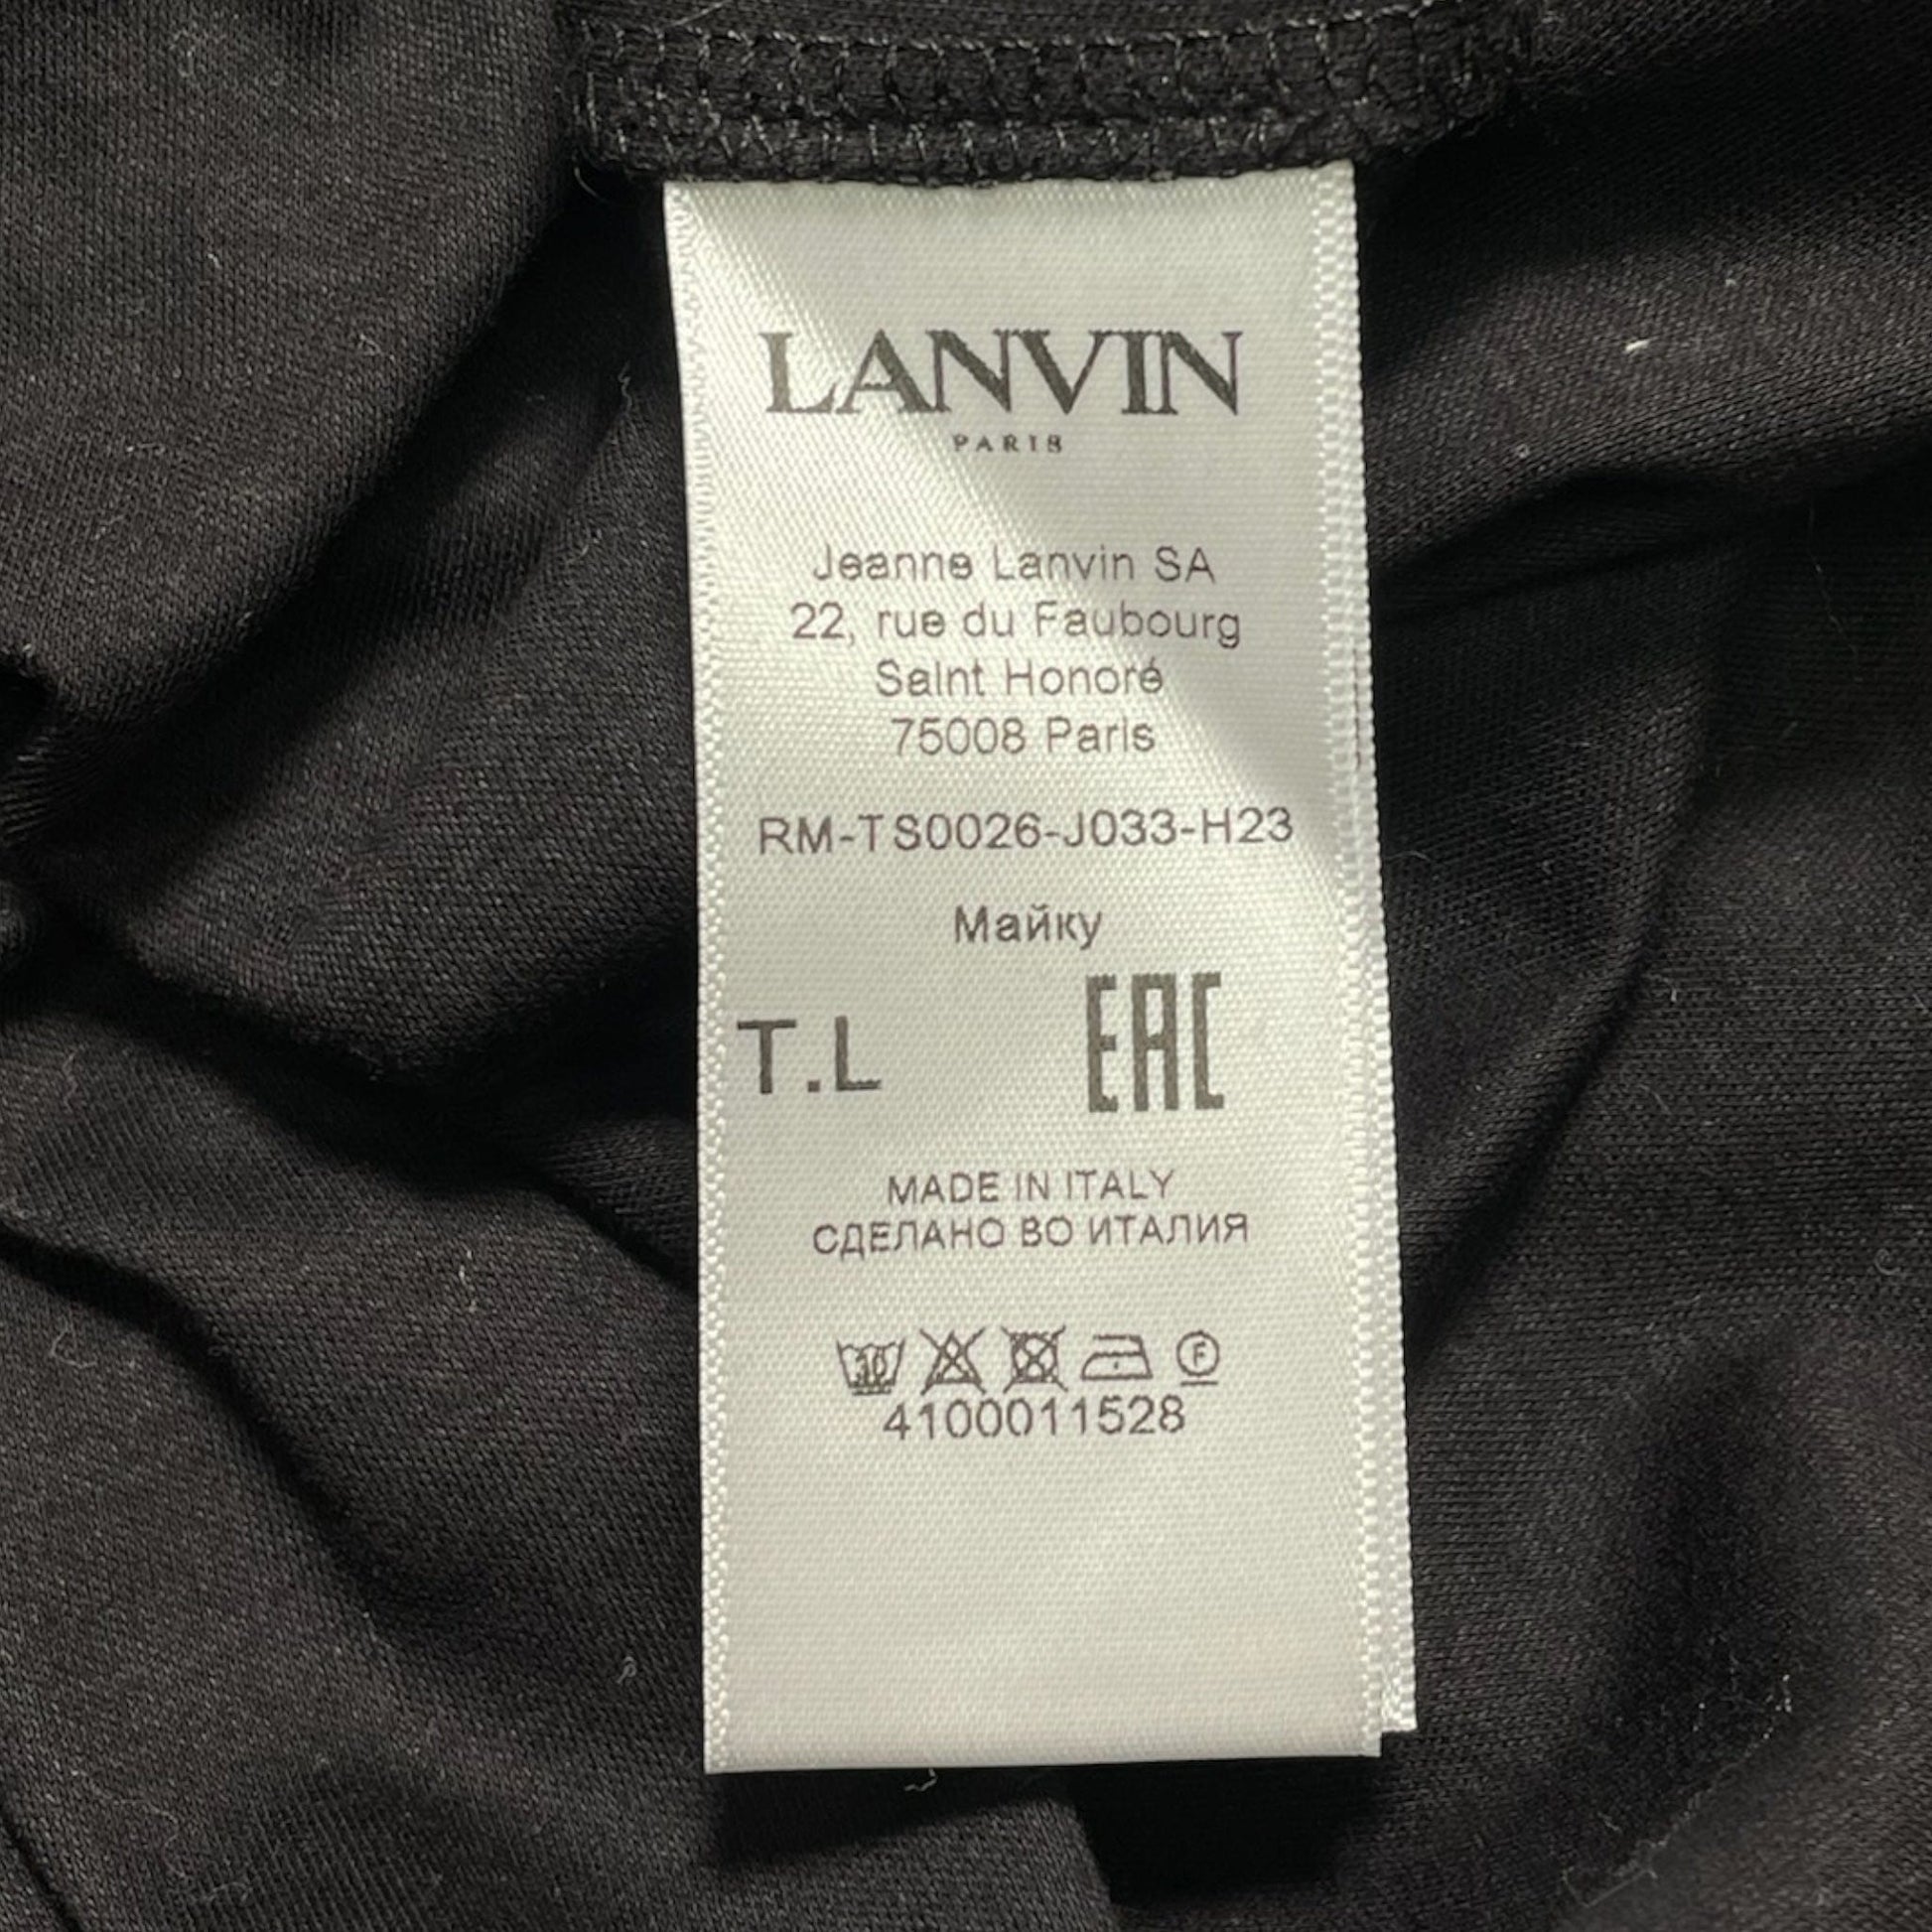 LANVIN
PARIS
Jeanne Lanvin SA
22, rue du Faubourg
Saint Honoré
75008 Paris
RM-TS0026-J033-H23
Майку
T.L EAC
MADE IN ITALY
СДЕЛАНО ВО ИТАЛИЯ
F
4100011528